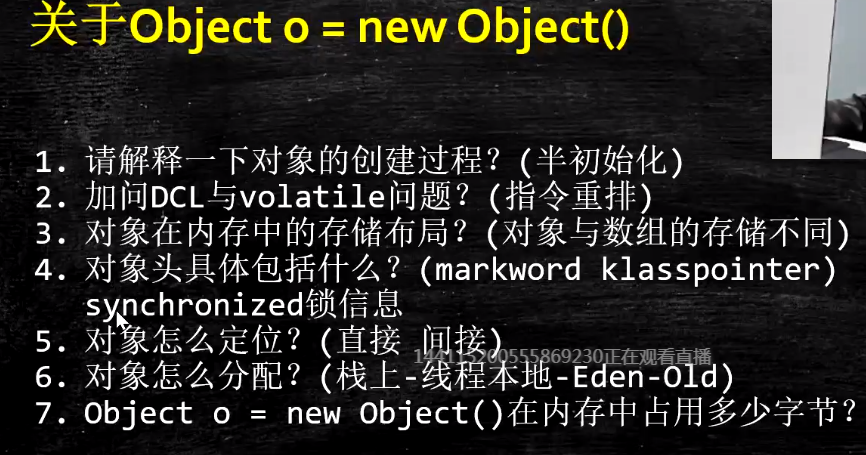 关于Object o = new Object()
1. 请解释一下对象的创建过程？(半初始化)
2. 加问DCL与volatile问题？(指令重排)
3. 对象在内存中的存储布局？(对象与数组的存储不同)
4. 对象头具体包括什么？(markword klasspointer)
synchronized锁信息
5. 对象怎么定位？(直接 间接)
144115200555869230正在观看直播
6. 对象怎么分配？(栈上-线程本地-Eden-Old)
7. Object o = new Object()在内存中占用多少字节？